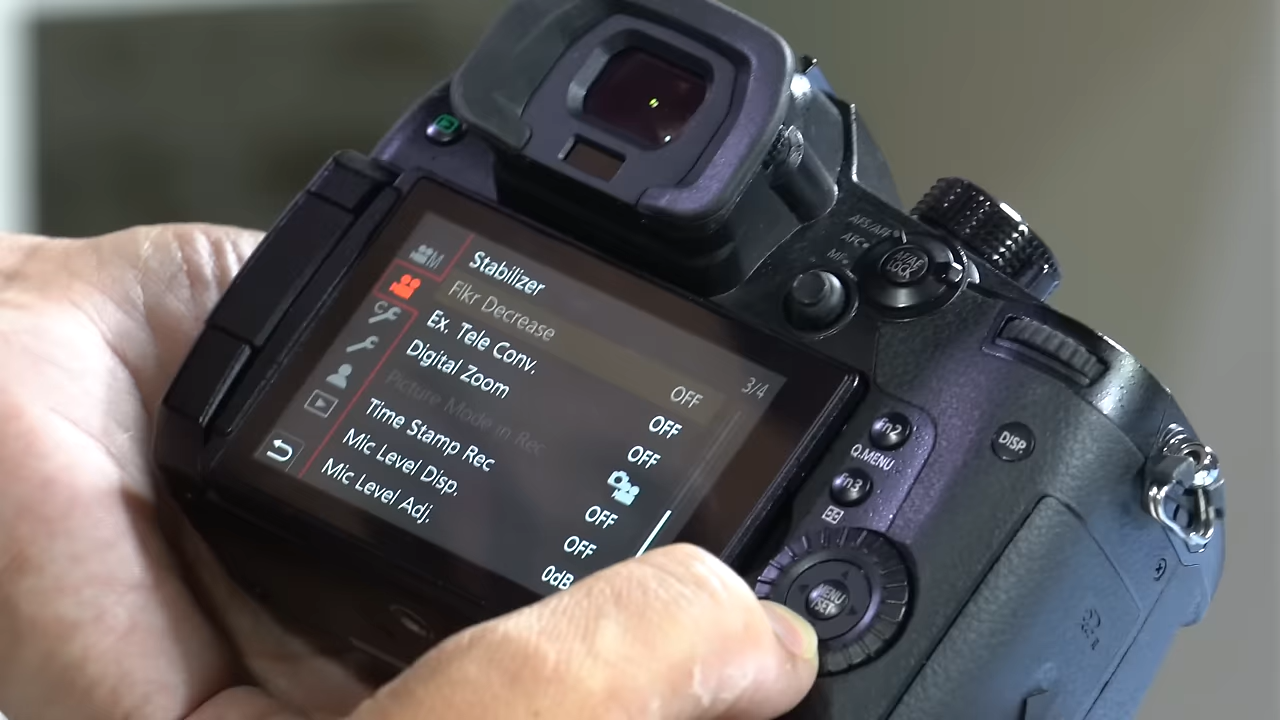 Stabilizer
Flkr Decrease OFF
Ex. Tele Conv. OFF
Digital Zoom OFF
Picture Mode in Rec
Time Stamp Rec OFF
Mic Level Disp. OFF
Mic Level Adj. 0dB
3/4
M
AFS/AFF
AFC
MF
AF/AE
LOCK
Fn2
Q.MENU
Fn3
DISP.
MENU
/SET